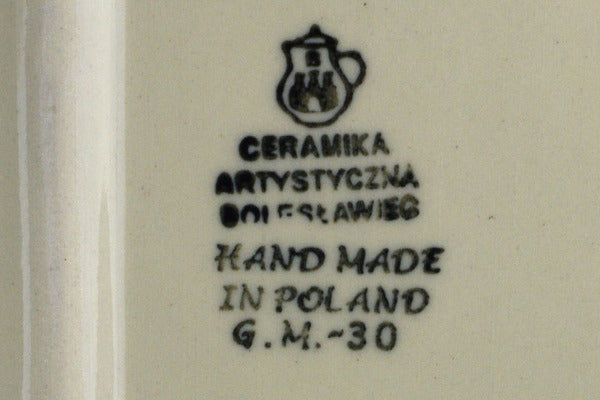 B
CERAMIKA
ARTYSTYCZNA
BOLESŁAWIEC
HAND MADE
IN POLAND
G.M.-30